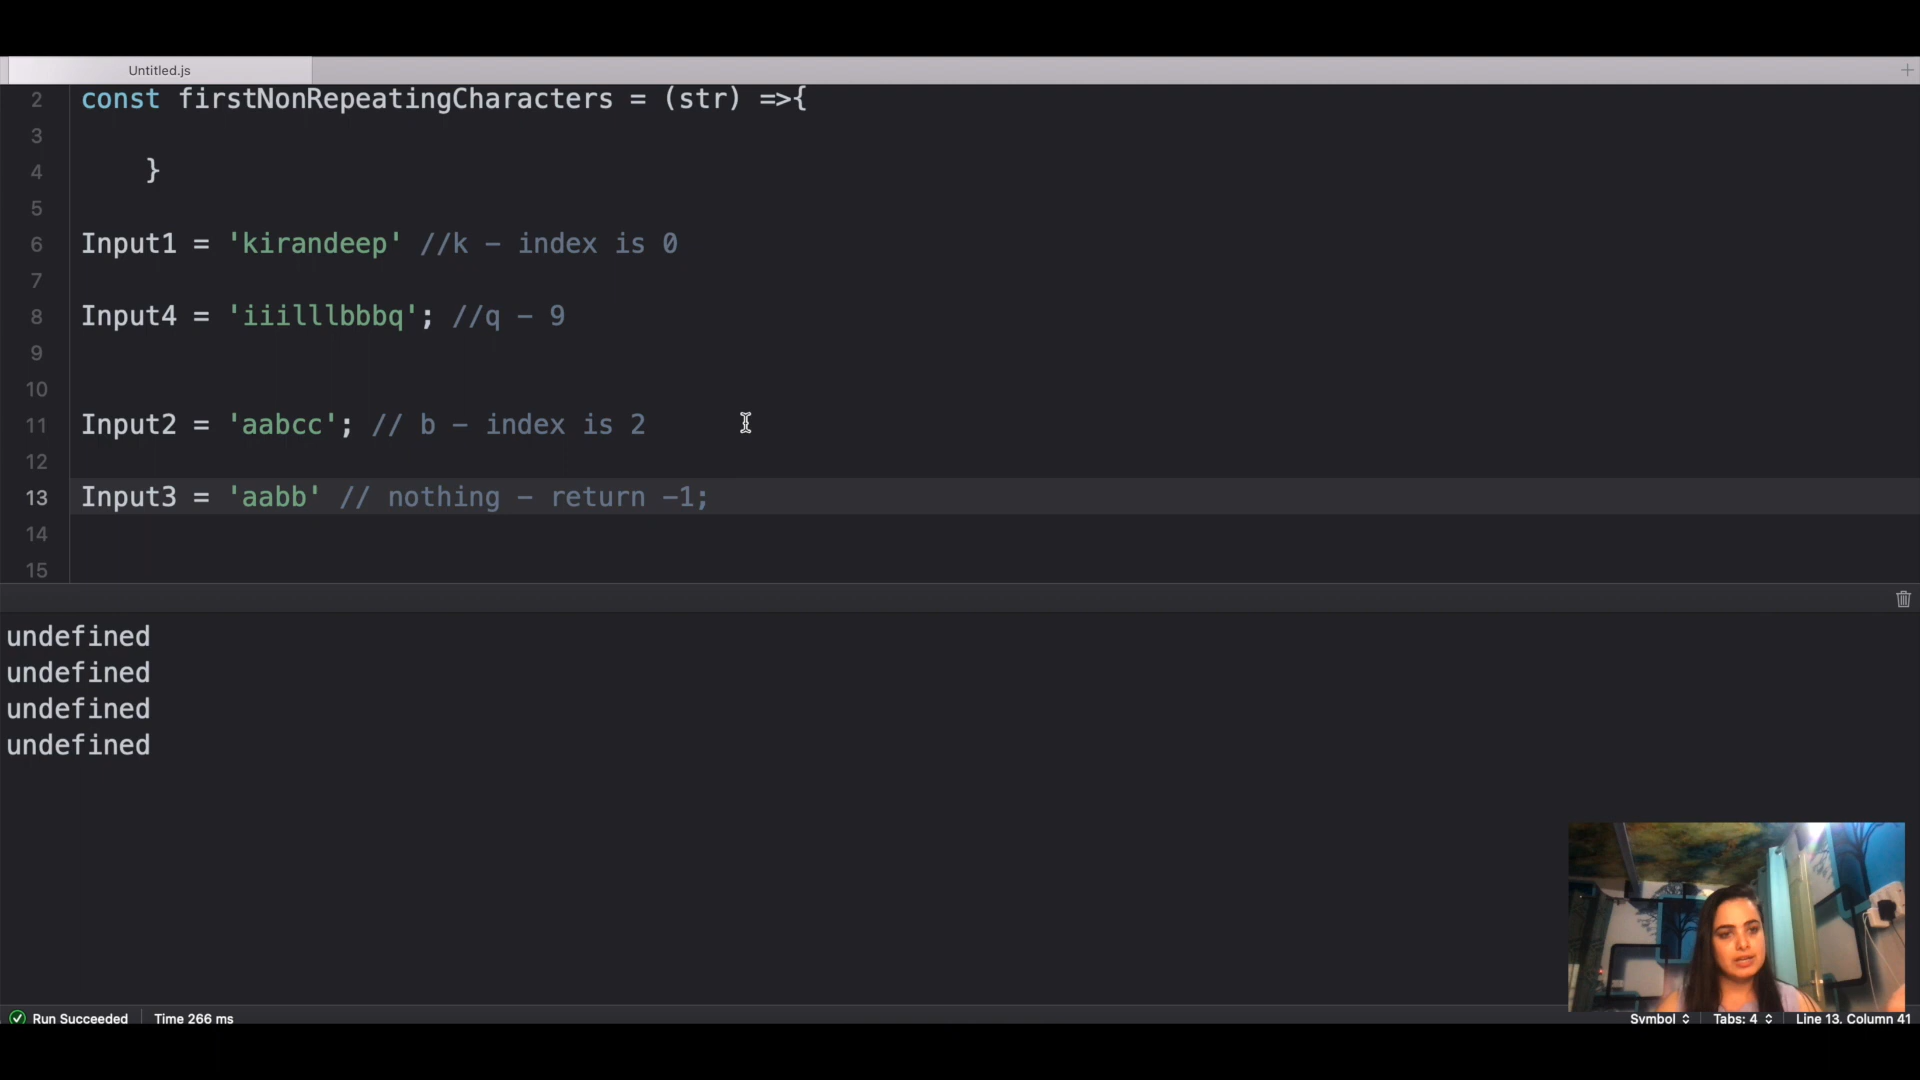 Untitled.js
+
2 const firstNonRepeatingCharacters = (str) =>{
3
4 }
5
6 Input1 = 'kirandeep' //k – index is 0
7
8 Input4 = 'iiilllbbbq'; //q – 9
9
10
11 Input2 = 'aabcc'; // b – index is 2
12
13 Input3 = 'aabb' // nothing – return –1;
14
15
undefined
undefined
undefined
undefined
Run Succeeded Time 266 ms Symbol Tabs: 4 Line 13, Column 41